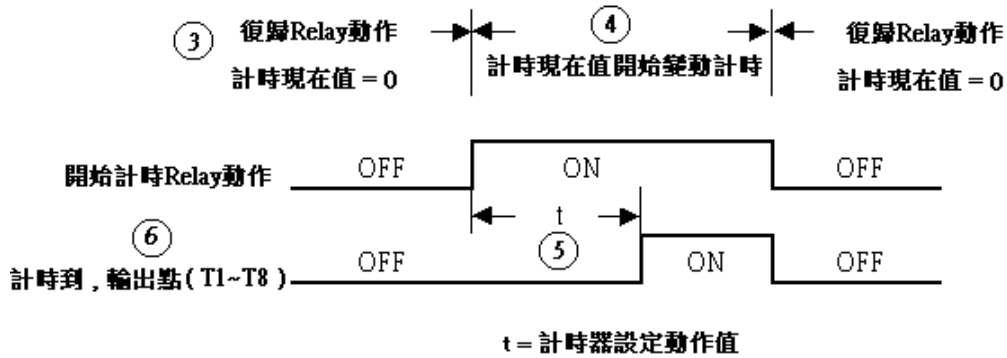 ③ 復歸Relay動作 ④ 復歸Relay動作
計時現在值 = 0 計時現在值開始變動計時 計時現在值 = 0
開始計時Relay動作 OFF ON OFF
t
⑥ ⑤
計時到 , 輸出點 ( T1~T8 ) OFF ON OFF
t = 計時器設定動作值